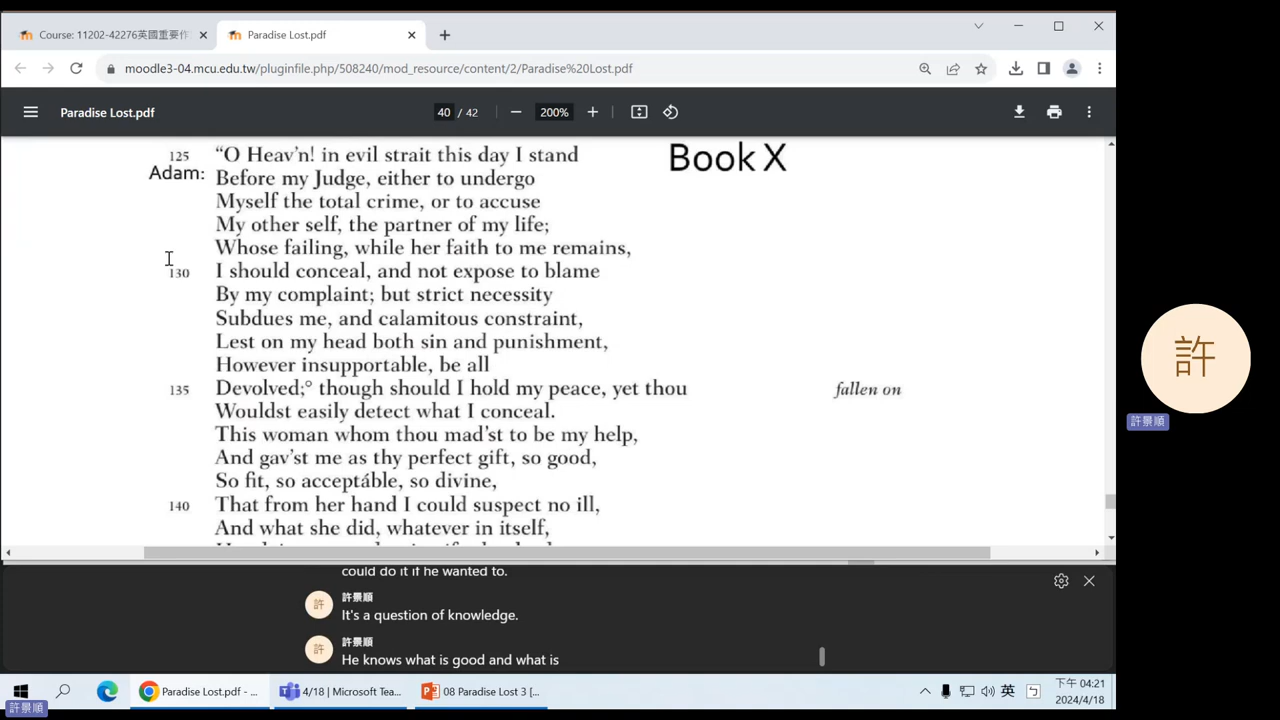 Course: 11202-42276英國重要作
Paradise Lost.pdf
moodle3-04.mcu.edu.tw/pluginfile.php/508240/mod_resource/content/2/Paradise%20Lost.pdf
Paradise Lost.pdf
40 / 42
200%
Book X
125 “O Heav’n! in evil strait this day I stand
Adam: Before my Judge, either to undergo
Myself the total crime, or to accuse
My other self, the partner of my life;
Whose failing, while her faith to me remains,
130 I should conceal, and not expose to blame
By my complaint; but strict necessity
Subdues me, and calamitous constraint,
Lest on my head both sin and punishment,
However insupportable, be all
135 Devolved;° though should I hold my peace, yet thou fallen on
Wouldst easily detect what I conceal.
This woman whom thou mad’st to be my help,
And gav’st me as thy perfect gift, so good,
So fit, so acceptáble, so divine,
140 That from her hand I could suspect no ill,
And what she did, whatever in itself,
許
許景順
could do it if he wanted to.
許 許景順
It's a question of knowledge.
許 許景順
He knows what is good and what is
Paradise Lost.pdf - ...
4/18 | Microsoft Tea...
08 Paradise Lost 3 [...
英
下午 04:21
2024/4/18
許景順